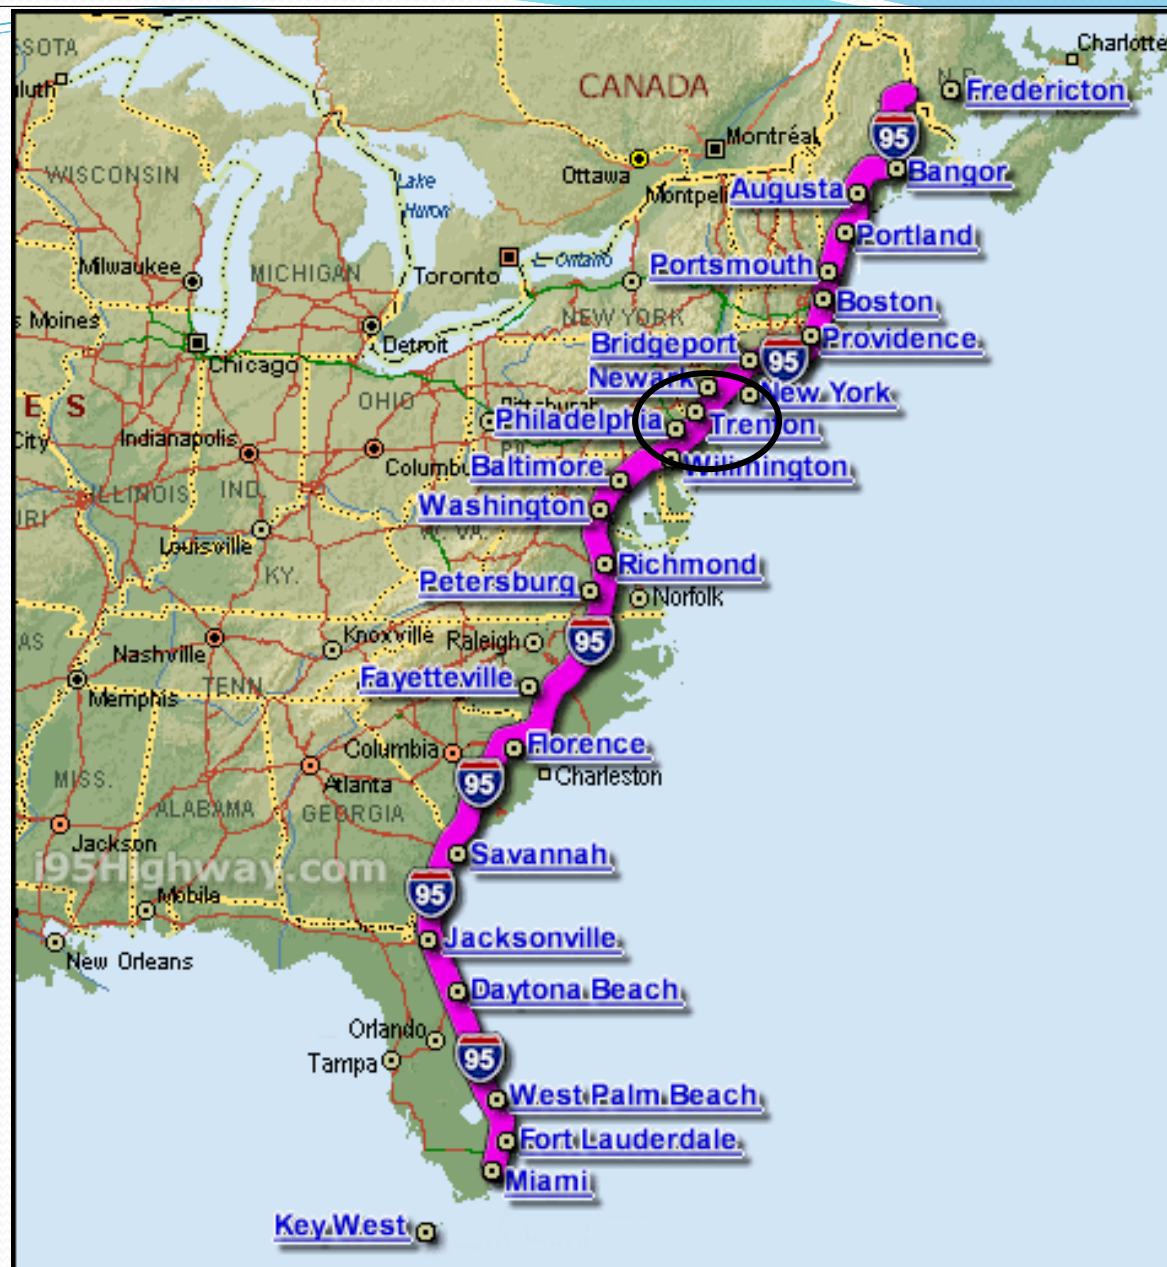 SOTA
Charlotte
luth
CANADA
N.B.
Fredericton
95
Montréal
Ottawa
WISCONSIN
Lake
Huron
Montpeli
Augusta
Bangor
Portland
Milwaukee
MICHIGAN
Toronto
Ontario
Portsmouth
s Moines
NEW YORK
Boston
Detroit
Bridgeport
95
Providence
Chicago
Newark
E S
OHIO
Pittsburgh
New York
Philadelphia
Trenton
City
Indianapolis
Columbu
Baltimore
Wilimington
ILLINOIS
IND.
Washington
URI
W. VA.
Louisville
Richmond
KY.
Petersburg
Norfolk
AS
Nashville
Knoxville
Raleigh
95
Memphis
TENN.
Fayetteville
Columbia
Florence
MISS.
Atlanta
95
Charleston
ALABAMA
GEORGIA
Jackson
i95Highway.com
Savannah
Mobile
95
New Orleans
Jacksonville
Daytona Beach
Orlando
Tampa
95
West Palm Beach
Fort Lauderdale
Miami
Key West